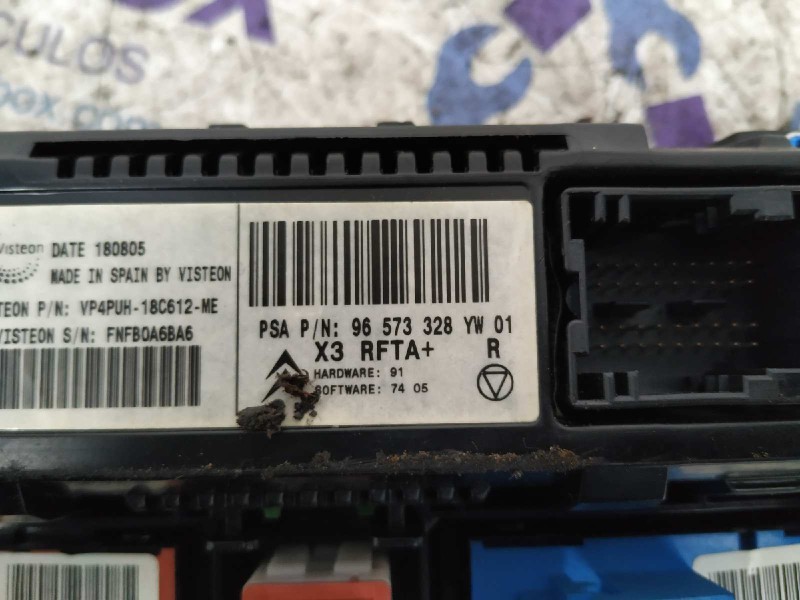 CULOS
Visteon
DATE 180805
MADE IN SPAIN BY VISTEON
TEON P/N: VP4PUH-18C612-ME
VISTEON S/N: FNFB0A6BA6
PSA P/N: 96 573 328 YW 01
X3 RFTA+ R
HARDWARE: 91
SOFTWARE: 74 05